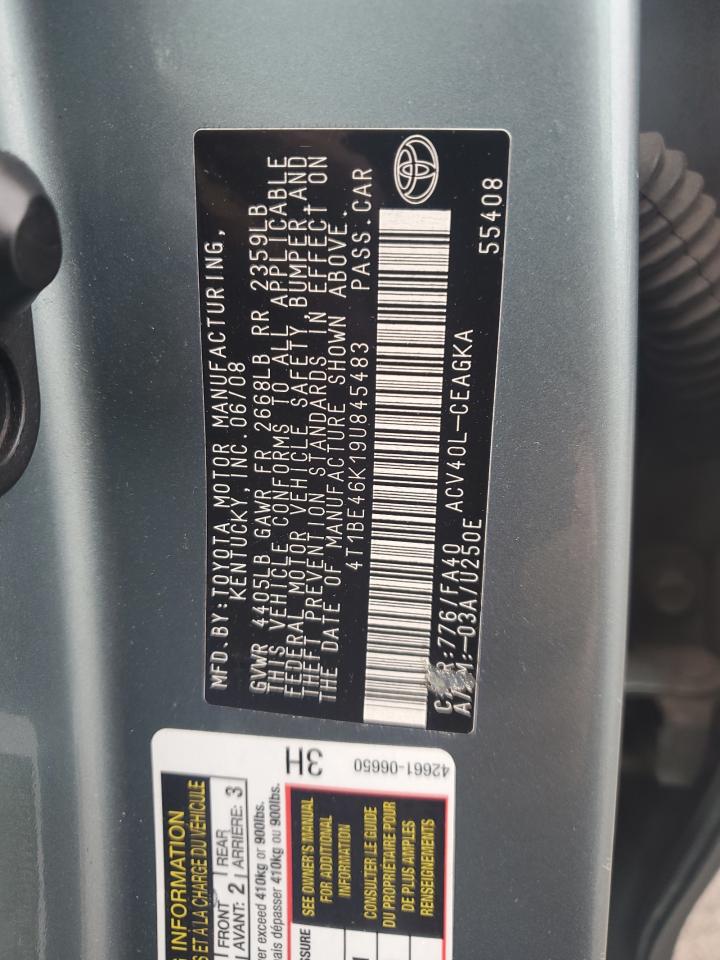 MFD. BY: TOYOTA MOTOR MANUFACTURING,
KENTUCKY, INC. 06/08
GVWR 4405LB GAWR FR 2668LB RR 2359LB
THIS VEHICLE CONFORMS TO ALL APPLICABLE
FEDERAL MOTOR VEHICLE SAFETY, BUMPER, AND
THEFT PREVENTION STANDARDS IN EFFECT ON
THE DATE OF MANUFACTURE SHOWN ABOVE.
4T1BE46K19U845483 PASS. CAR
776/FA40 ACV40L-CEAGKA
-03A/U250E 55408
3H
42661-06650
INFORMATION
ET À LA CHARGE DU VÉHICULE
FRONT REAR
AVANT: 2 ARRIÈRE: 3
exceed 410kg or 900lbs.
dépasser 410kg ou 900lbs.
SEE OWNER'S MANUAL
FOR ADDITIONAL
INFORMATION
CONSULTER LE GUIDE
DU PROPRIÉTAIRE POUR
DE PLUS AMPLES
RENSEIGNEMENTS